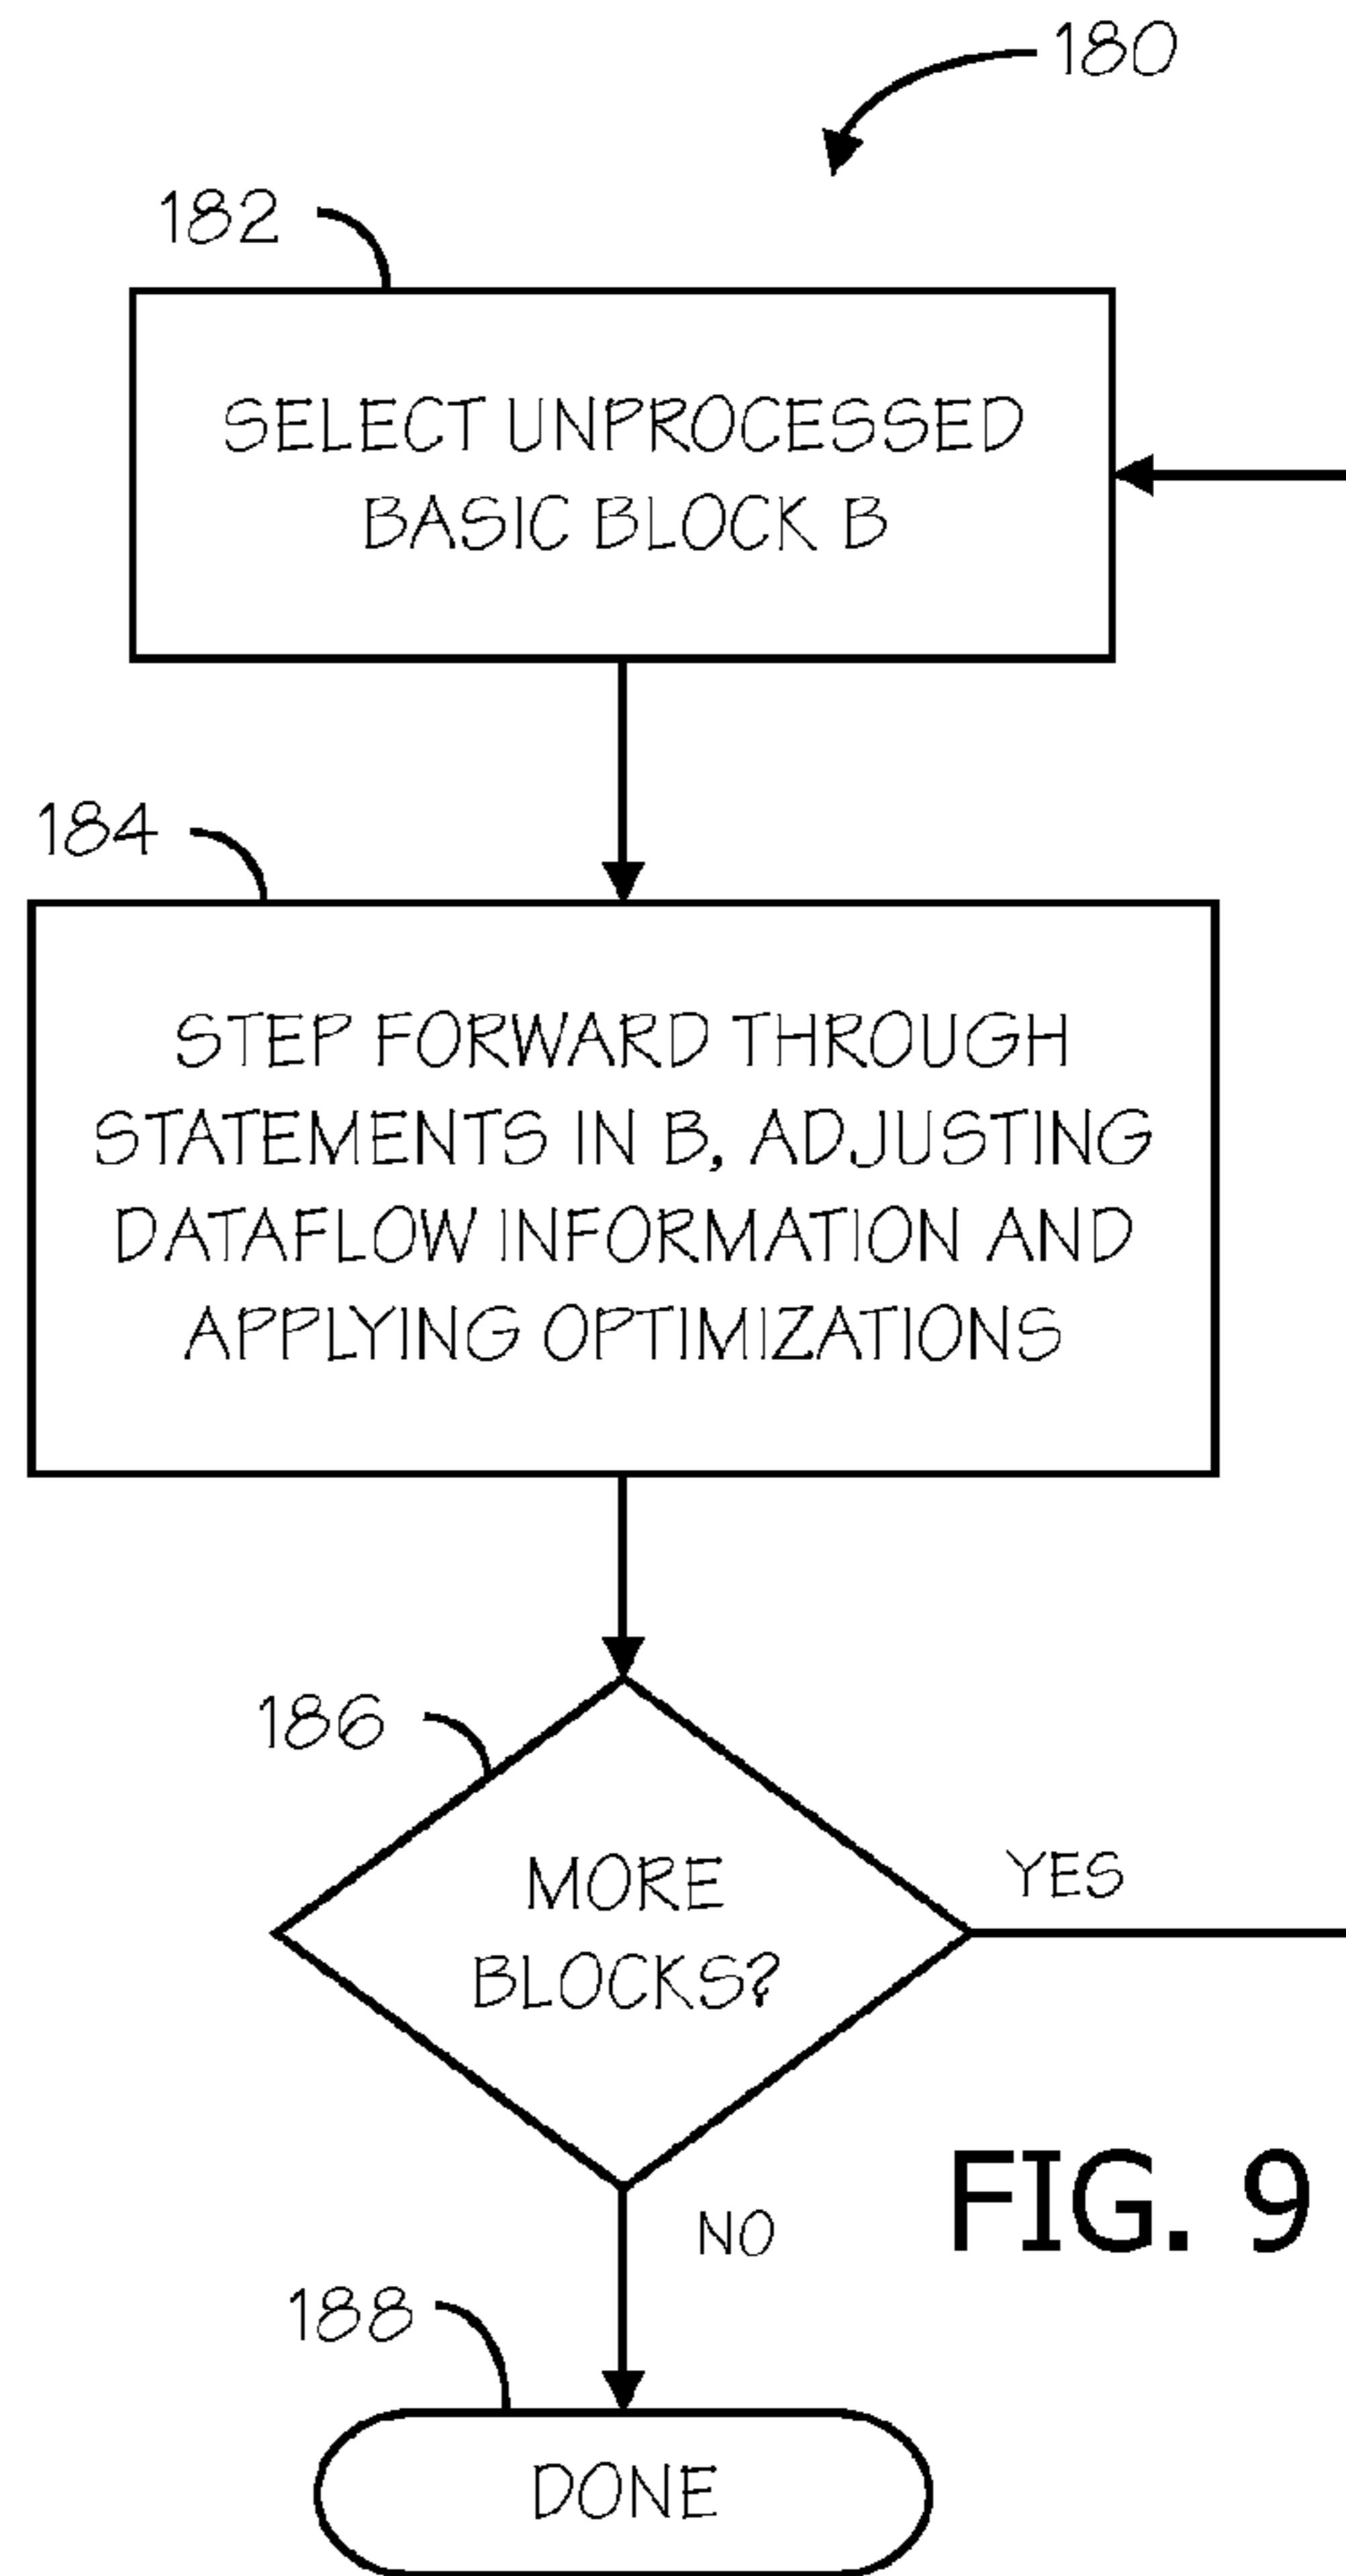 180
182
SELECT UNPROCESSED
BASIC BLOCK B
184
STEP FORWARD THROUGH
STATEMENTS IN B, ADJUSTING
DATAFLOW INFORMATION AND
APPLYING OPTIMIZATIONS
186
MORE
BLOCKS?
YES
NO
FIG. 9
188
DONE